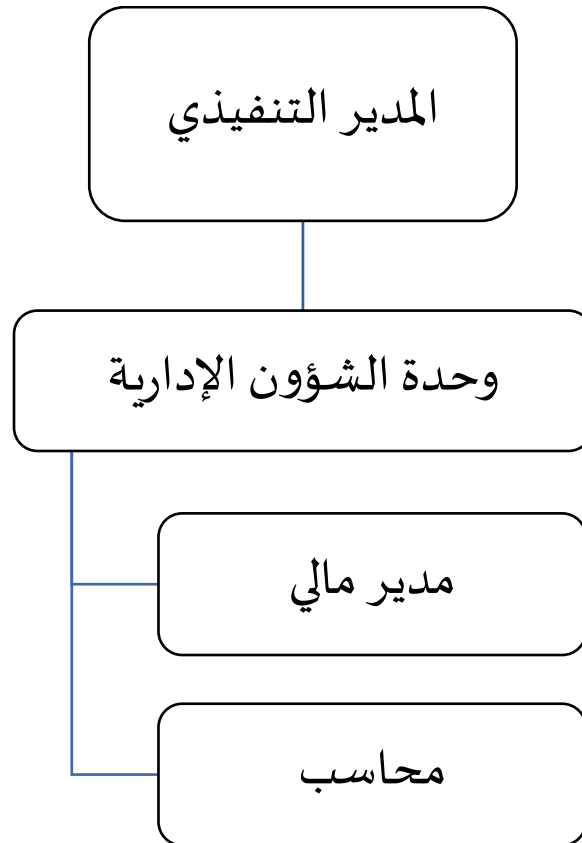 المدير التنفيذي
وحدة الشؤون الإدارية
مدير مالي
محاسب